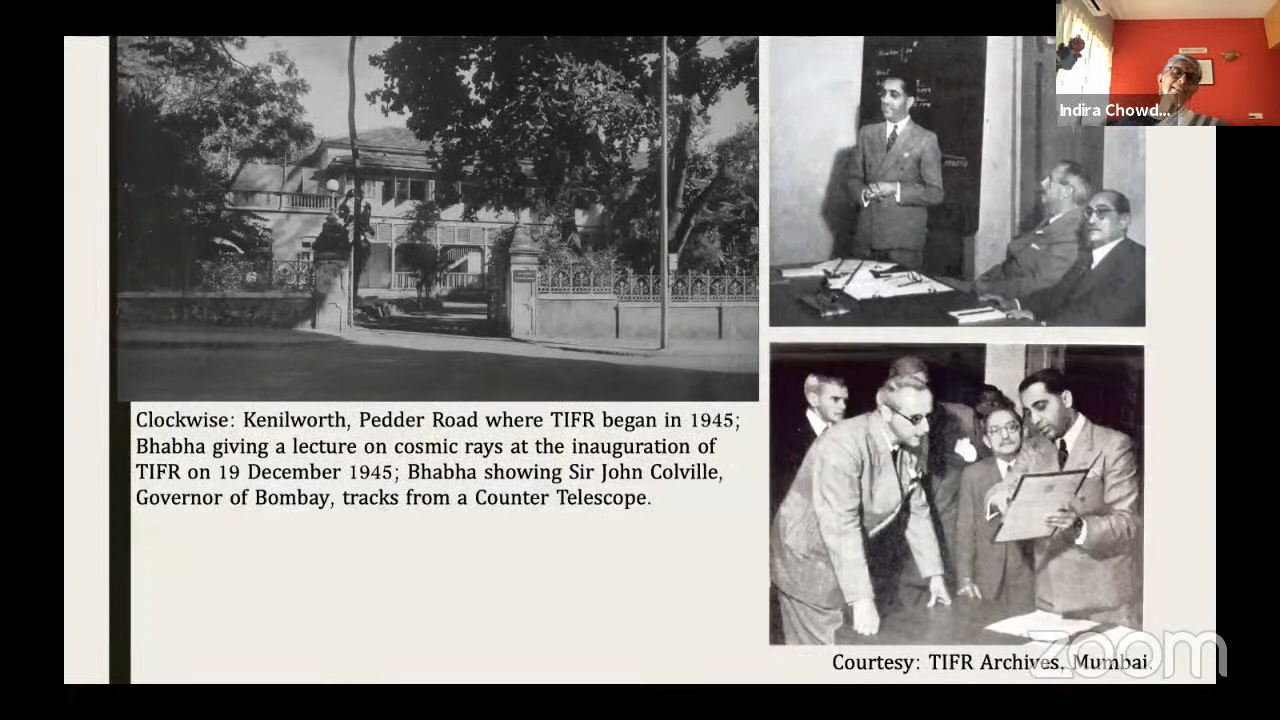 Indira Chowd...
Clockwise: Kenilworth, Pedder Road where TIFR began in 1945;
Bhabha giving a lecture on cosmic rays at the inauguration of
TIFR on 19 December 1945; Bhabha showing Sir John Colville,
Governor of Bombay, tracks from a Counter Telescope.
Courtesy: TIFR Archives, Mumbai.
zoom